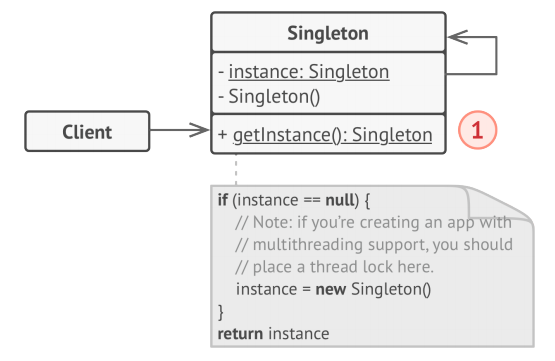 Singleton
- instance: Singleton
- Singleton()
Client
+ getInstance(): Singleton
1
if (instance == null) {
// Note: if you're creating an app with
// multithreading support, you should
// place a thread lock here.
instance = new Singleton()
}
return instance